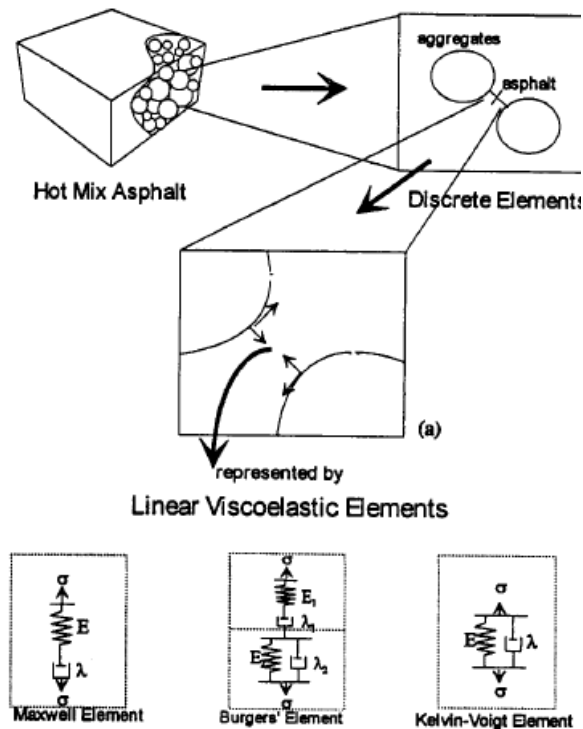 aggregates
asphalt
Hot Mix Asphalt
Discrete Elements
(a)
represented by
Linear Viscoelastic Elements
σ
E
λ
σ
Maxwell Element
σ
E₁
λ₁
E
λ₂
σ
Burgers' Element
σ
E
λ
σ
Kelvin-Voigt Element